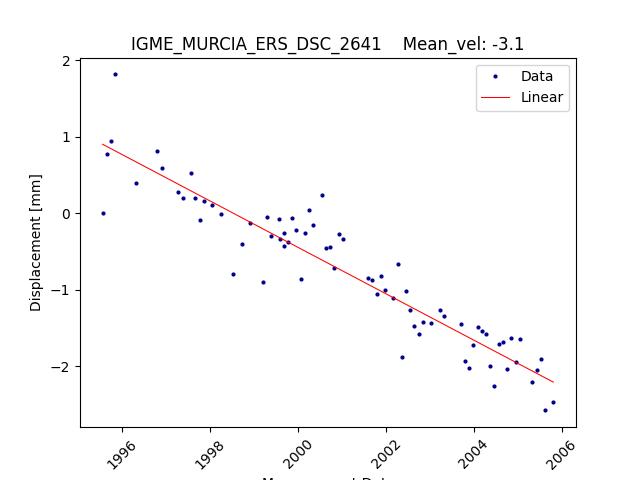 IGME_MURCIA_ERS_DSC_2641 Mean_vel: -3.1
Data
Linear
Displacement [mm]
2
1
0
−1
−2
1996
1998
2000
2002
2004
2006